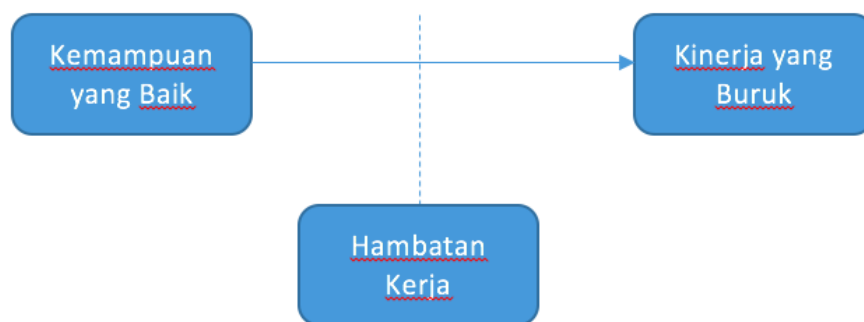 Kemampuan
yang Baik
Kinerja yang
Buruk
Hambatan
Kerja